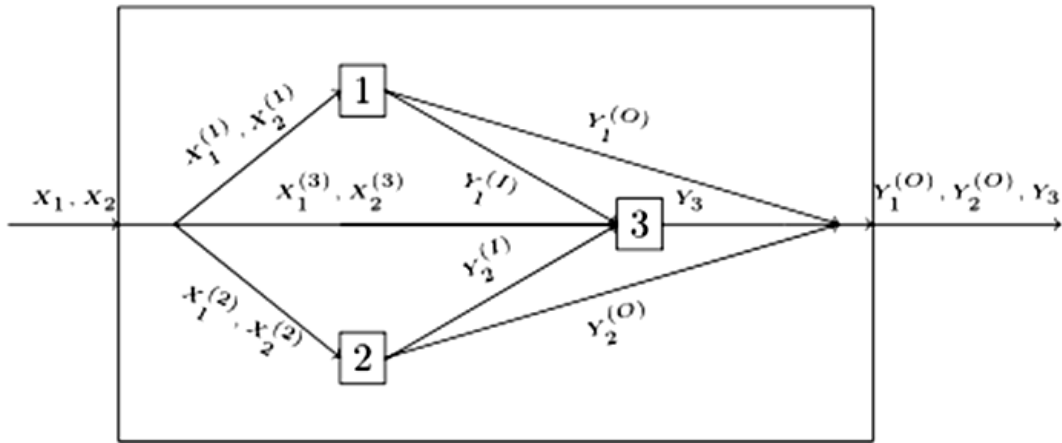 1
X₁⁽¹⁾, X₂⁽¹⁾
Y₁⁽ᴼ⁾
X₁, X₂
X₁⁽³⁾, X₂⁽³⁾
Y₁⁽ᴵ⁾
3
Y₃
Y₁⁽ᴼ⁾, Y₂⁽ᴼ⁾, Y₃
Y₂⁽ᴵ⁾
X₁⁽²⁾, X₂⁽²⁾
Y₂⁽ᴼ⁾
2